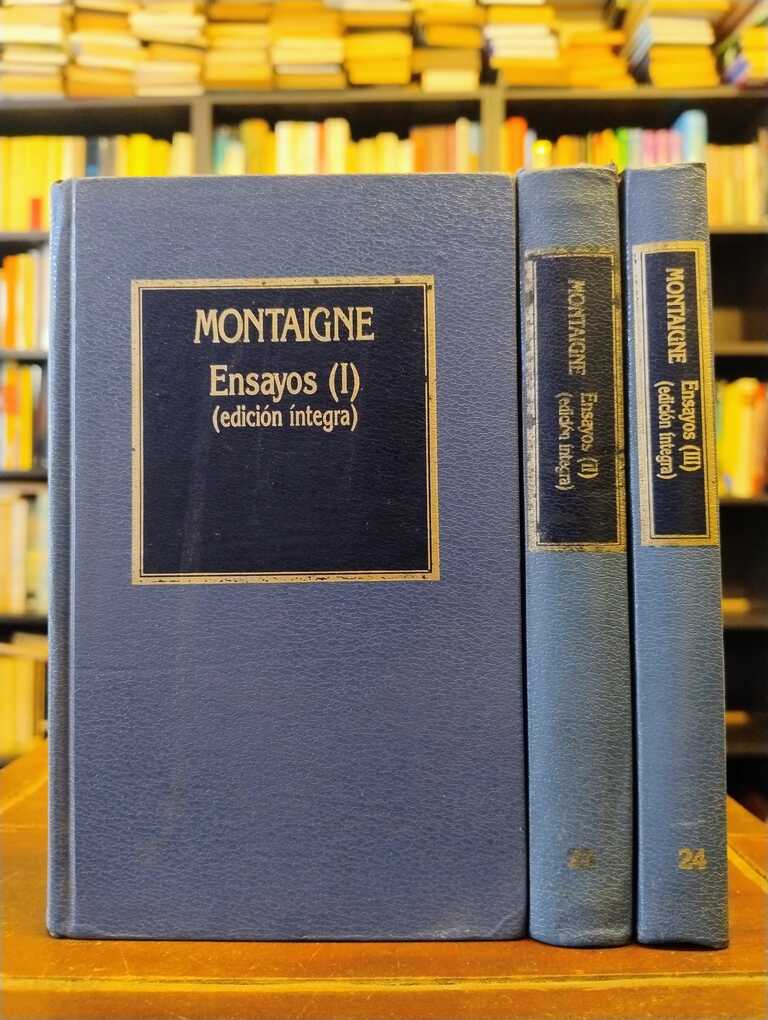 MONTAIGNE
Ensayos (I)
(edición íntegra)
MONTAIGNE
Ensayos (II)
(edición íntegra)
MONTAIGNE
Ensayos (III)
(edición íntegra)
24